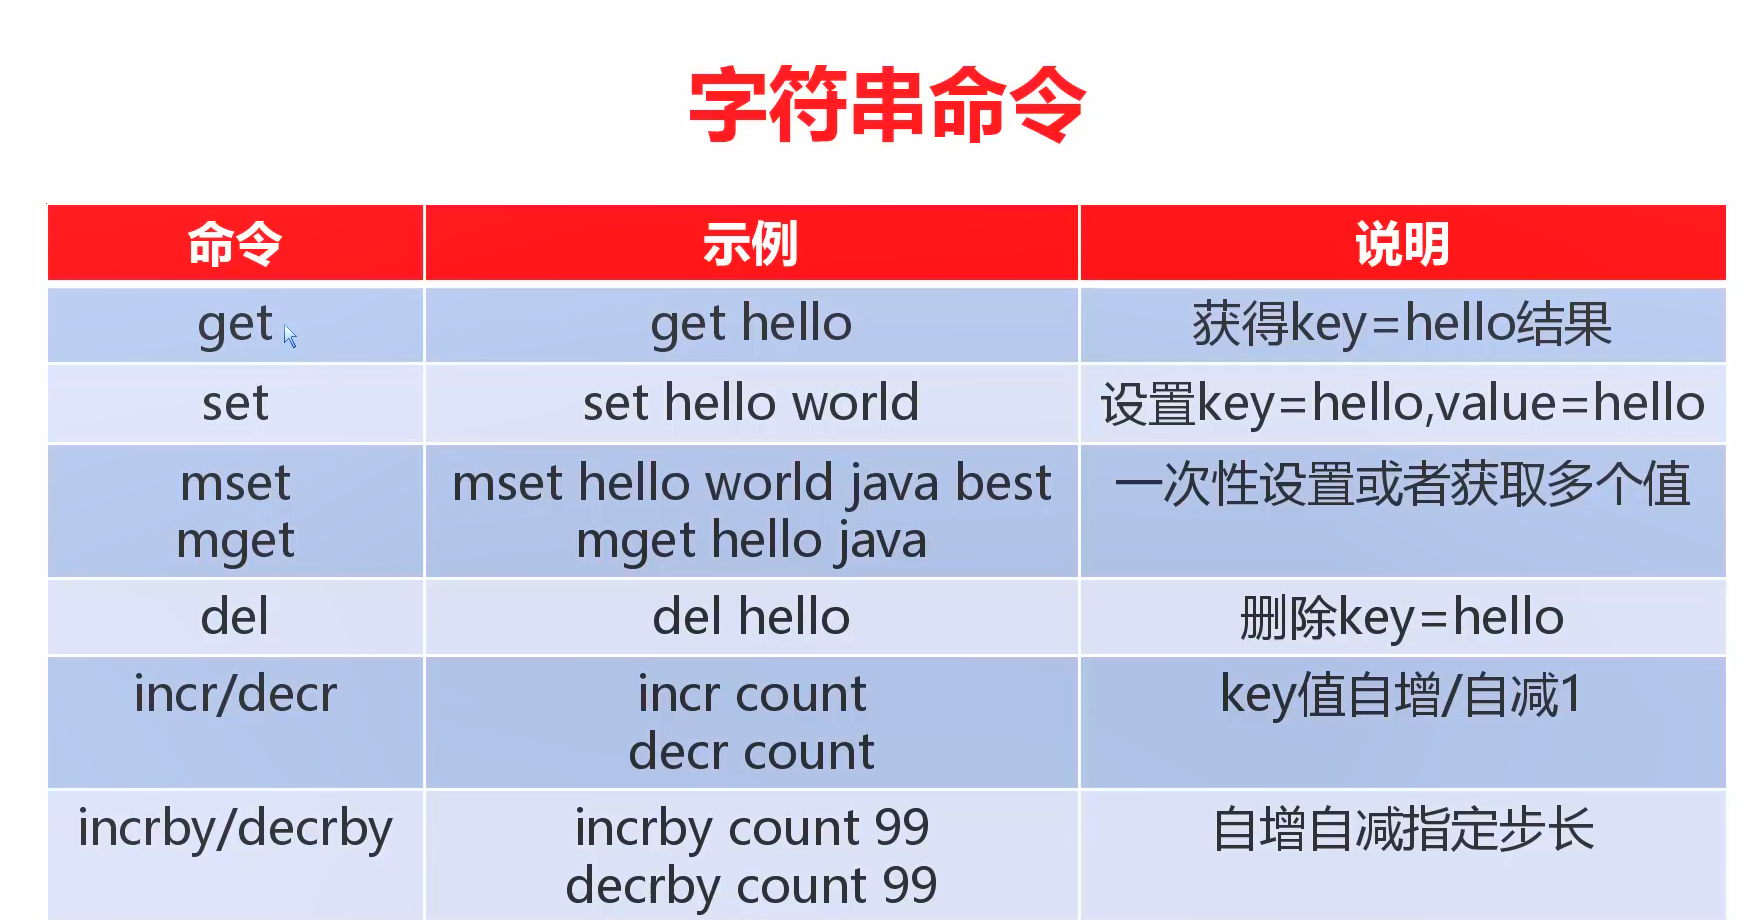 字符串命令
命令 示例 说明
get get hello 获得key=hello结果
set set hello world 设置key=hello,value=hello
mset mset hello world java best 一次性设置或者获取多个值
mget mget hello java
del del hello 删除key=hello
incr/decr incr count key值自增/自减1
decr count
incrby/decrby incrby count 99 自增自减指定步长
decrby count 99